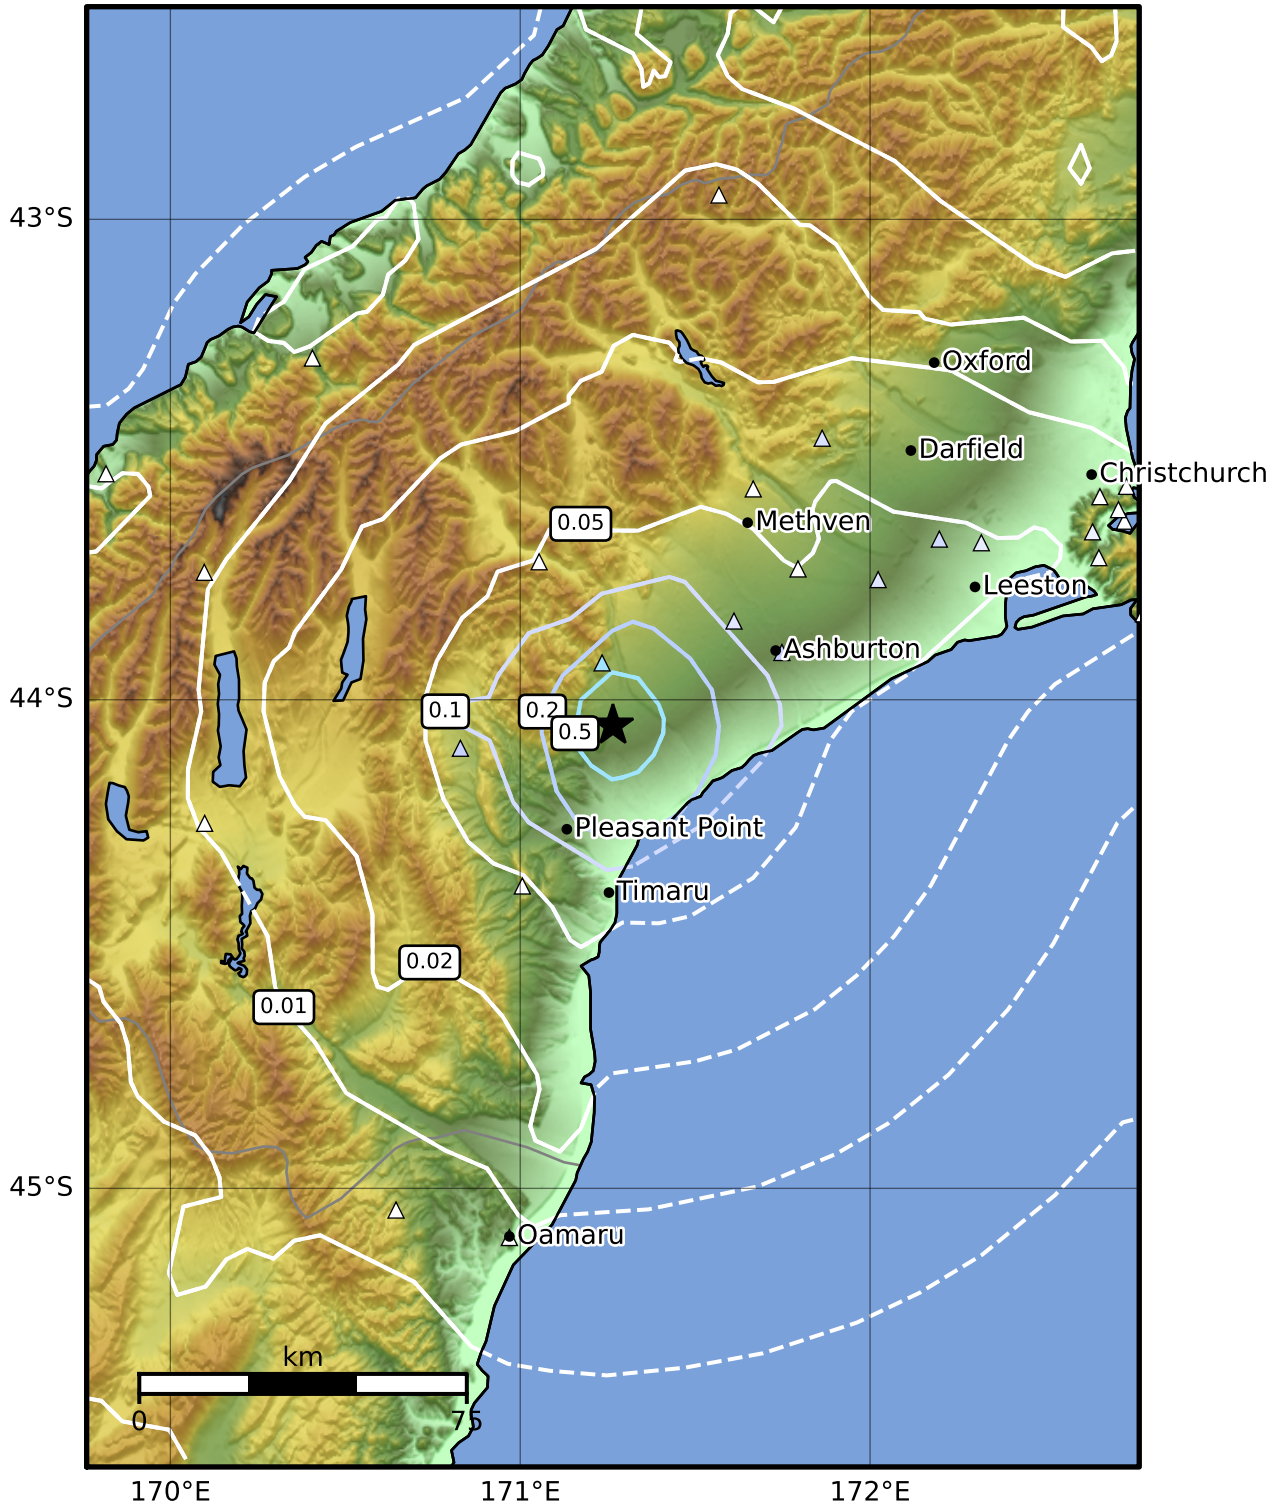 43°S
Oxford
Darfield
Christchurch
0.05
Methven
Leeston
Ashburton
44°S
0.1
0.2
0.5
Pleasant Point
Timaru
0.02
0.01
45°S
Oamaru
km
0
75
170°E
171°E
172°E